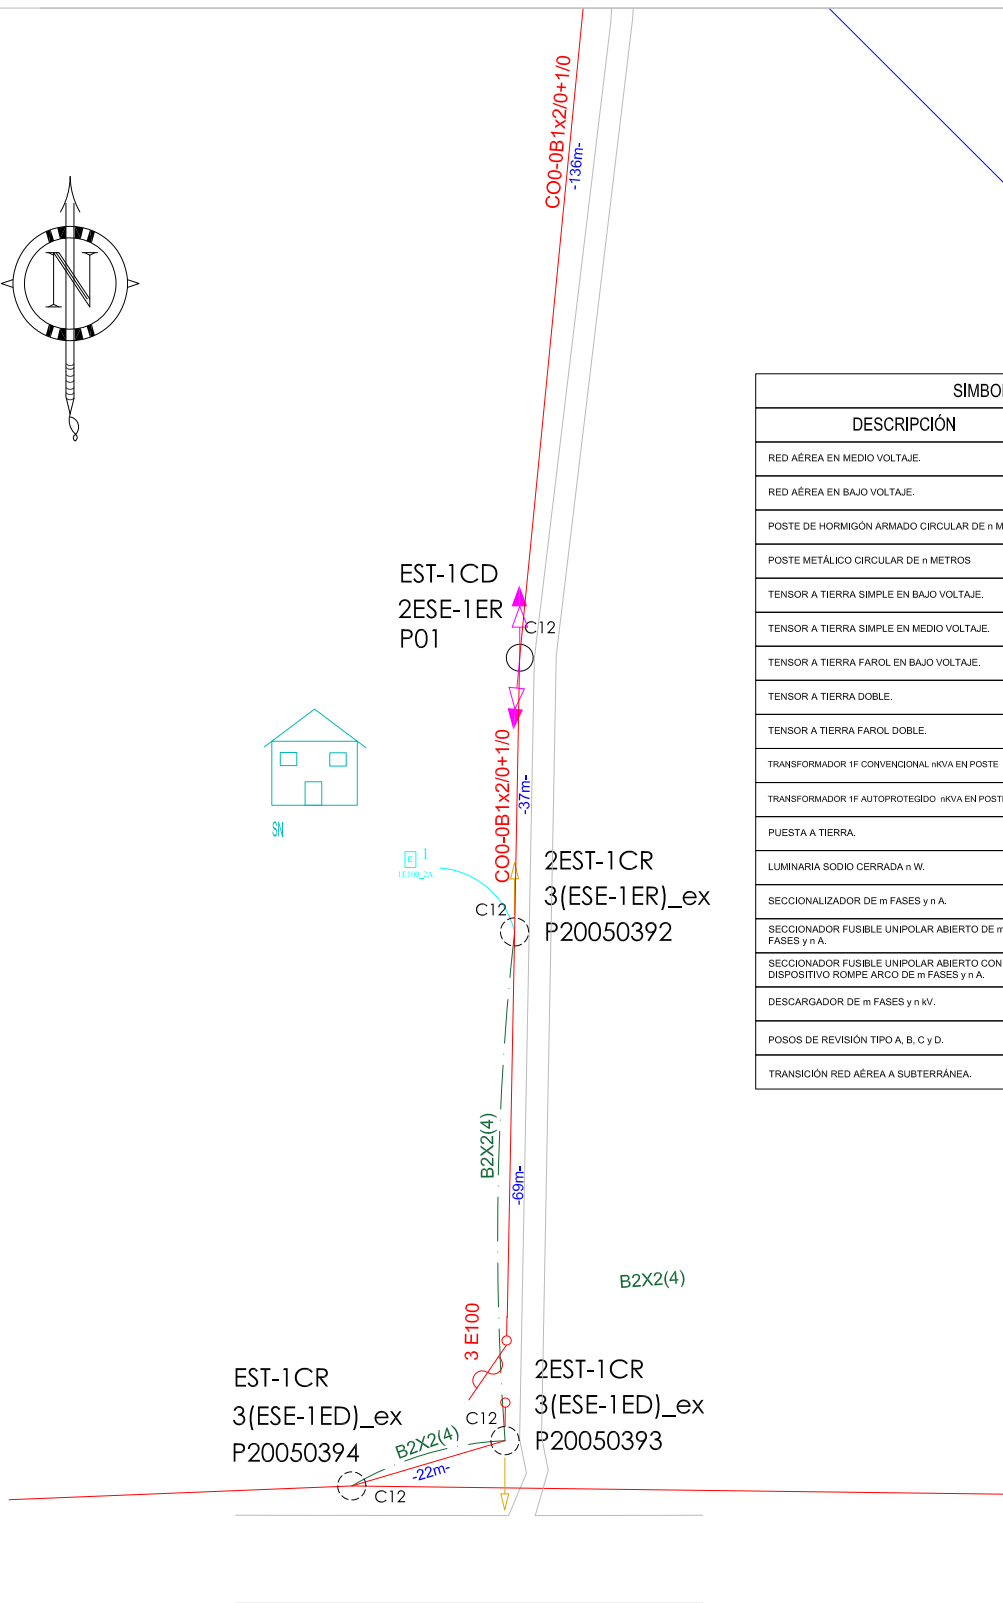 CO0-0B1x2/0+1/0
-136m-
N
SIMBO
DESCRIPCIÓN
RED AÉREA EN MEDIO VOLTAJE.
RED AÉREA EN BAJO VOLTAJE.
POSTE DE HORMIGÓN ARMADO CIRCULAR DE n M
POSTE METÁLICO CIRCULAR DE n METROS
TENSOR A TIERRA SIMPLE EN BAJO VOLTAJE.
TENSOR A TIERRA SIMPLE EN MEDIO VOLTAJE.
TENSOR A TIERRA FAROL EN BAJO VOLTAJE.
TENSOR A TIERRA DOBLE.
TENSOR A TIERRA FAROL DOBLE.
TRANSFORMADOR 1F CONVENCIONAL nKVA EN POSTE
TRANSFORMADOR 1F AUTOPROTEGIDO nKVA EN POSTE
PUESTA A TIERRA.
LUMINARIA SODIO CERRADA n W.
SECCIONALIZADOR DE m FASES y n A.
SECCIONADOR FUSIBLE UNIPOLAR ABIERTO DE m
FASES y n A.
SECCIONADOR FUSIBLE UNIPOLAR ABIERTO CON
DISPOSITIVO ROMPE ARCO DE m FASES y n A.
DESCARGADOR DE m FASES y n kV.
POSOS DE REVISIÓN TIPO A, B, C y D.
TRANSICIÓN RED AÉREA A SUBTERRÁNEA.
EST-1CD
2ESE-1ER
P01
C12
SN
CO0-0B1x2/0+1/0
-37m-
E 1
1E100_2A
C12
2EST-1CR
3(ESE-1ER)_ex
P20050392
B2X2(4)
-69m-
B2X2(4)
3 E100
EST-1CR
3(ESE-1ED)_ex
P20050394
C12
2EST-1CR
3(ESE-1ED)_ex
P20050393
C12
B2X2(4)
-22m-